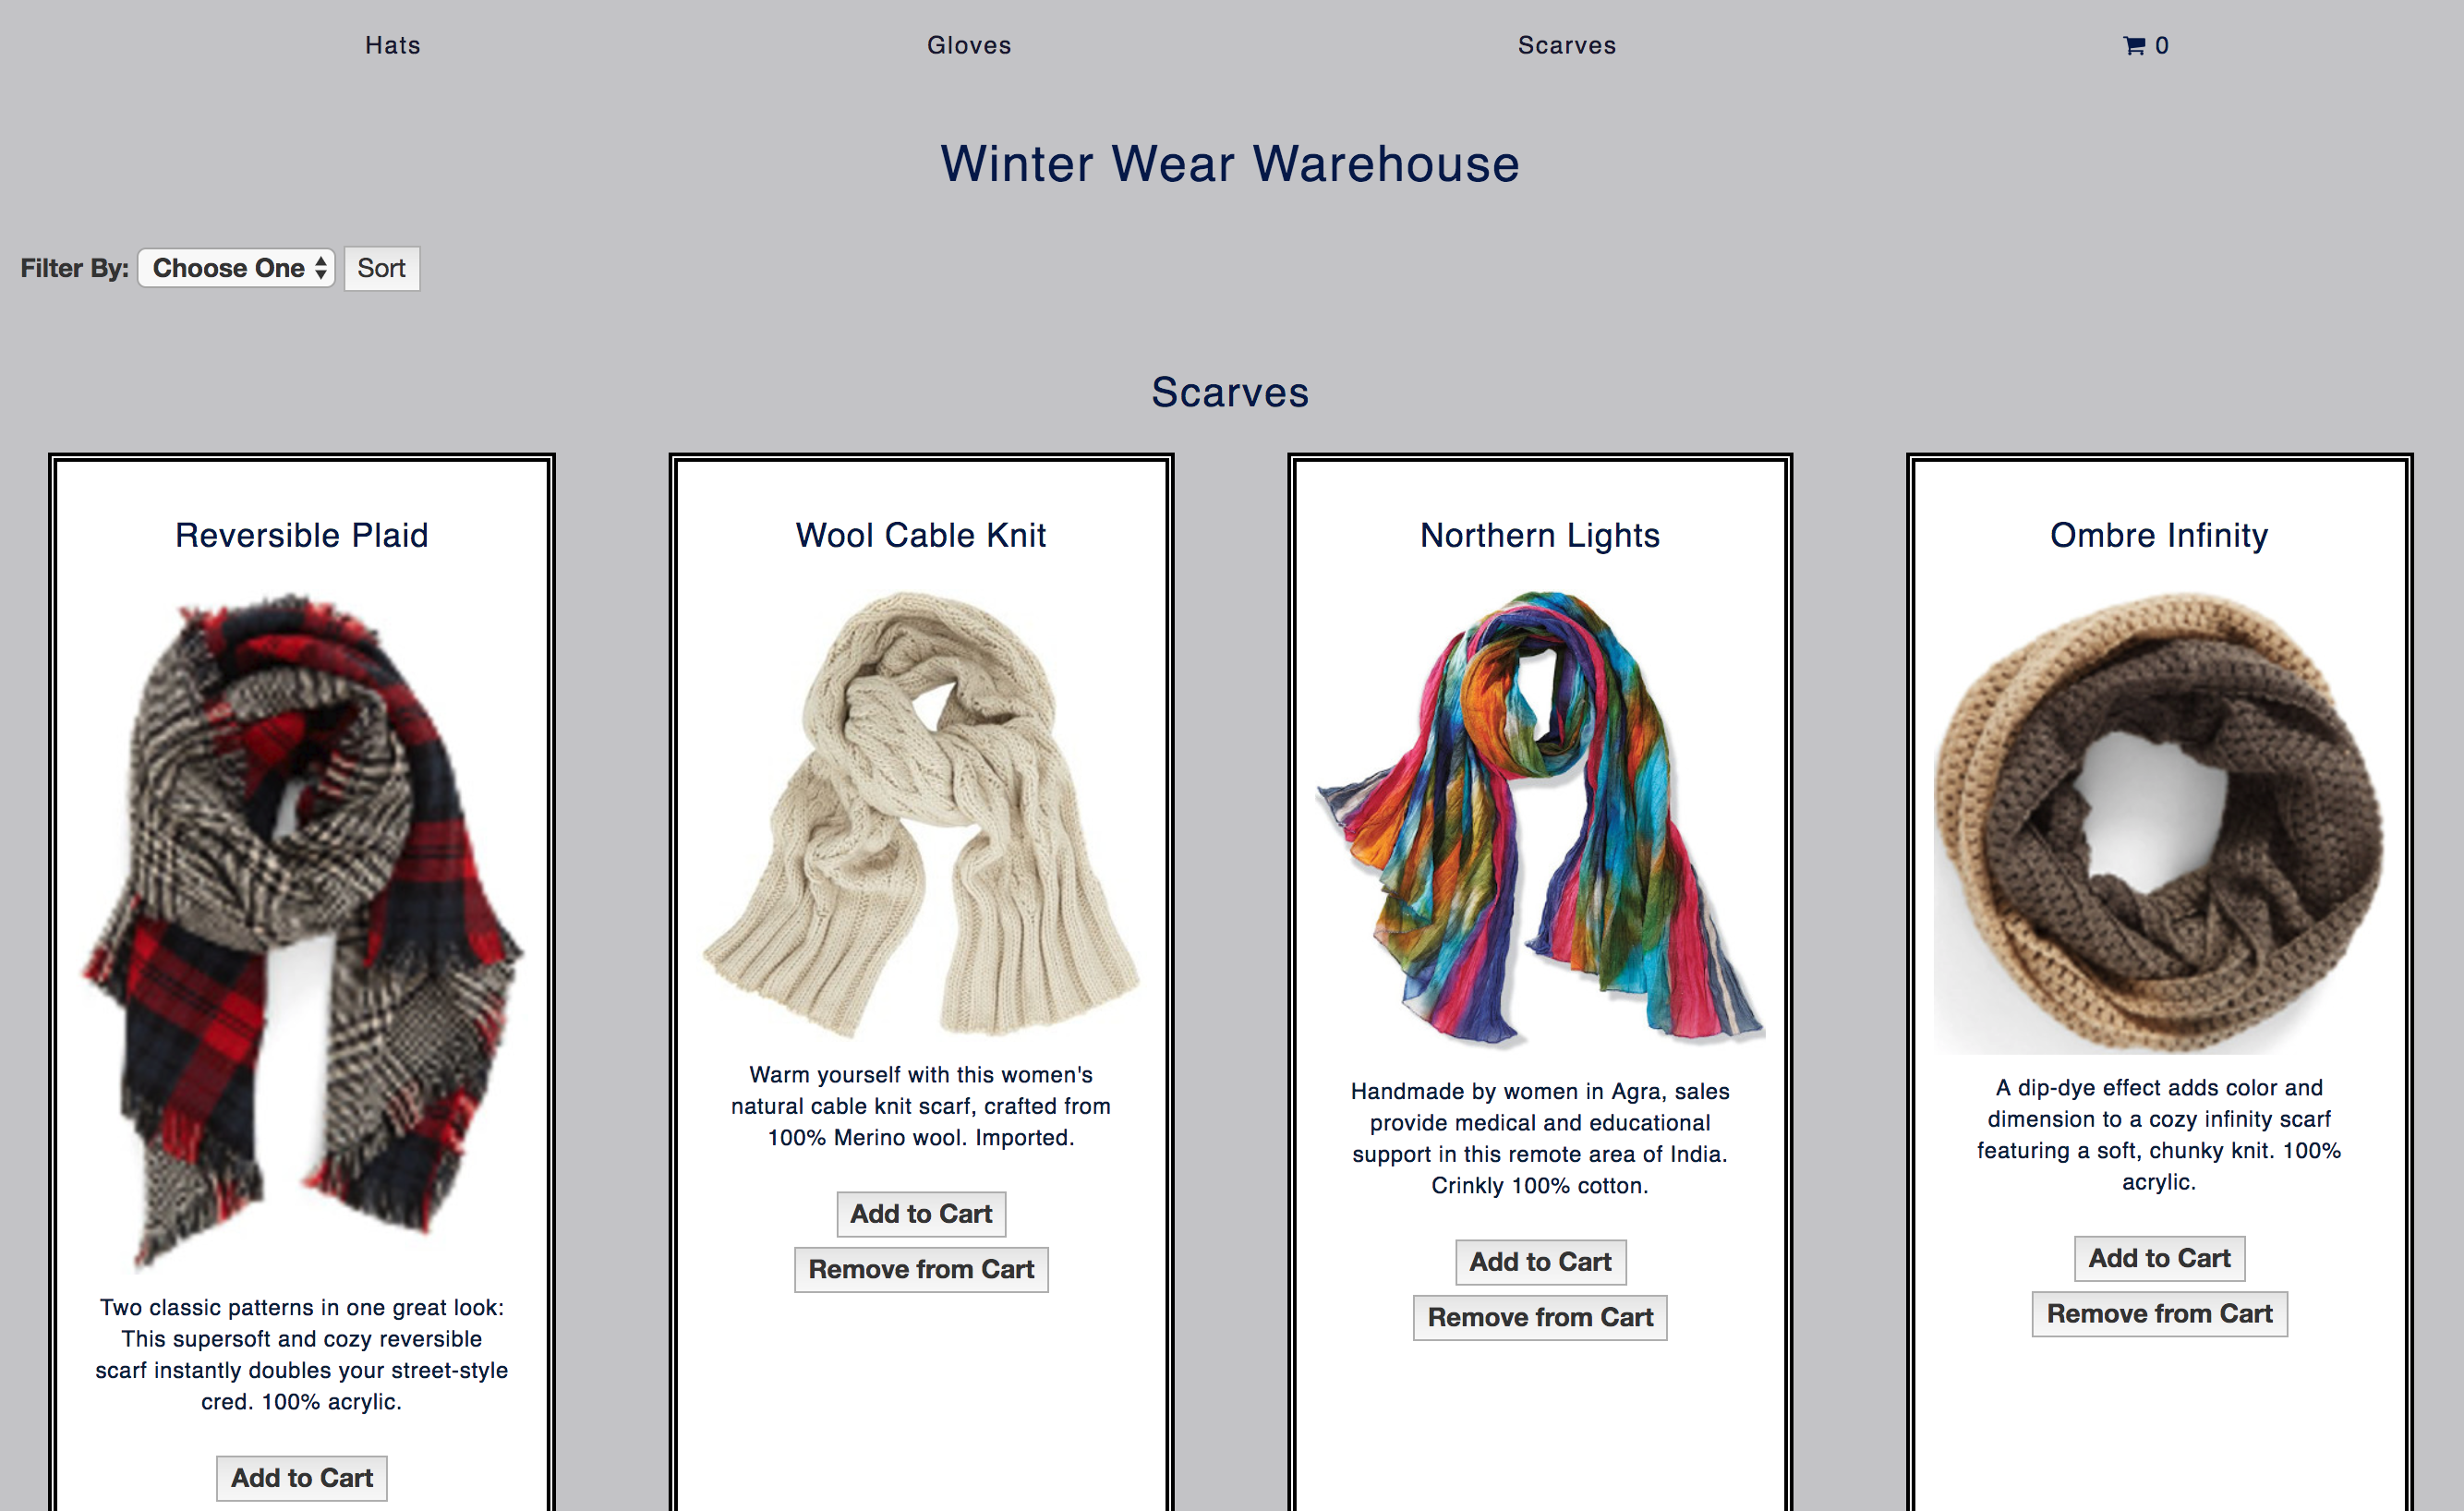 Hats Gloves Scarves 0
Winter Wear Warehouse
Filter By: Choose One Sort
Scarves
Reversible Plaid
Two classic patterns in one great look:
This supersoft and cozy reversible
scarf instantly doubles your street-style
cred. 100% acrylic.
Add to Cart
Wool Cable Knit
Warm yourself with this women's
natural cable knit scarf, crafted from
100% Merino wool. Imported.
Add to Cart
Remove from Cart
Northern Lights
Handmade by women in Agra, sales
provide medical and educational
support in this remote area of India.
Crinkly 100% cotton.
Add to Cart
Remove from Cart
Ombre Infinity
A dip-dye effect adds color and
dimension to a cozy infinity scarf
featuring a soft, chunky knit. 100%
acrylic.
Add to Cart
Remove from Cart